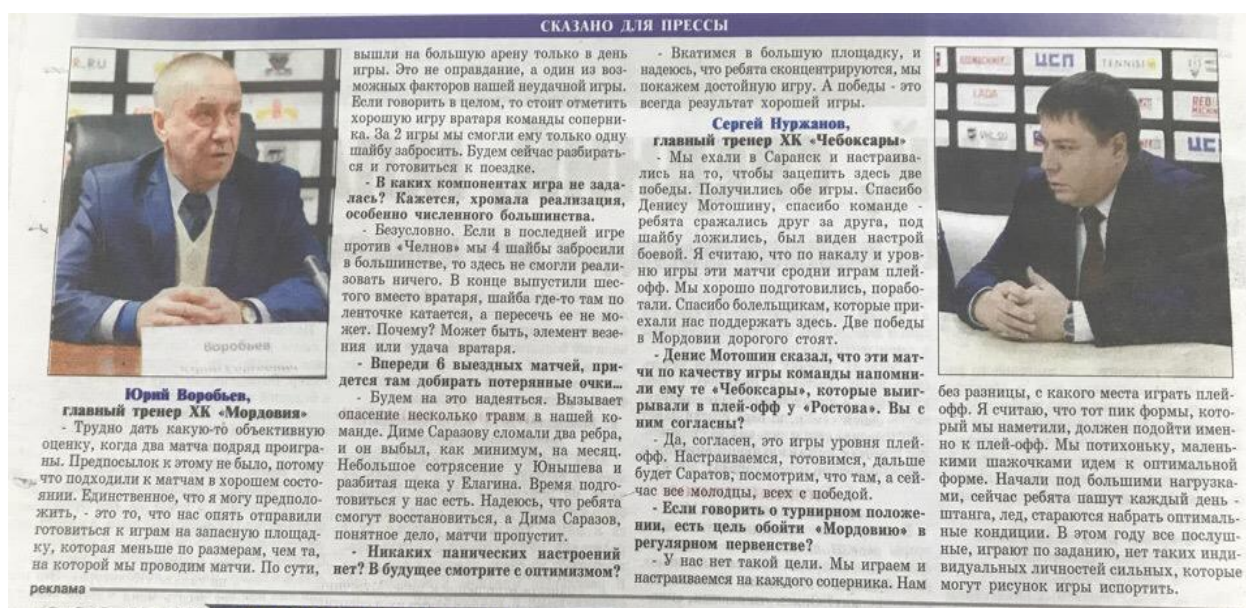 СКАЗАНО ДЛЯ ПРЕССЫ
R.RU
Воробьев
Юрий Воробьев,
главный тренер ХК «Мордовия»
- Трудно дать какую-то объективную
оценку, когда два матча подряд проигра-
ны. Предпосылок к этому не было, потому
что подходили к матчам в хорошем состо-
янии. Единственное, что я могу предполо-
жить, - это то, что нас опять отправили
готовиться к играм на запасную площад-
ку, которая меньше по размерам, чем та,
на которой мы проводим матчи. По сути,
вышли на большую арену только в день
игры. Это не оправдание, а один из воз-
можных факторов нашей неудачной игры.
Если говорить в целом, то стоит отметить
хорошую игру вратаря команды соперни-
ка. За 2 игры мы смогли ему только одну
шайбу забросить. Будем сейчас разбирать-
ся и готовиться к поездке.
- В каких компонентах игра не зада-
лась? Кажется, хромала реализация,
особенно численного большинства.
- Безусловно. Если в последней игре
против «Челнов» мы 4 шайбы забросили
в большинстве, то здесь не смогли реали-
зовать ничего. В конце выпустили шес-
того вместо вратаря, шайба где-то там по
ленточке катается, а пересечь ее не мо-
жет. Почему? Может быть, элемент везе-
ния или удача вратаря.
- Впереди 6 выездных матчей, при-
дется там добирать потерянные очки...
- Будем на это надеяться. Вызывает
опасение несколько травм в нашей ко-
манде. Диме Саразову сломали два ребра,
и он выбыл, как минимум, на месяц.
Небольшое сотрясение у Юнышева и
разбитая щека у Елагина. Время подго-
товиться у нас есть. Надеюсь, что ребята
смогут восстановиться, а Дима Саразов,
понятное дело, матчи пропустит.
- Никаких панических настроений
нет? В будущее смотрите с оптимизмом?
- Вкатимся в большую площадку, и
надеюсь, что ребята сконцентрируются, мы
покажем достойную игру. А победы - это
всегда результат хорошей игры.
Сергей Нуржанов,
главный тренер ХК «Чебоксары»
- Мы ехали в Саранск и настраива-
лись на то, чтобы зацепить здесь две
победы. Получились обе игры. Спасибо
Денису Мотошину, спасибо команде -
ребята сражались друг за друга, под
шайбу ложились, был виден настрой
боевой. Я считаю, что по накалу и уров-
ню игры эти матчи сродни играм плей-
офф. Мы хорошо подготовились, порабо-
тали. Спасибо болельщикам, которые при-
ехали нас поддержать здесь. Две победы
в Мордовии дорогого стоят.
- Денис Мотошин сказал, что эти мат-
чи по качеству игры команды напомни-
ли ему те «Чебоксары», которые выиг-
рывали в плей-офф у «Ростова». Вы с
ним согласны?
- Да, согласен, это игры уровня плей-
офф. Настраиваемся, готовимся, дальше
будет Саратов, посмотрим, что там, а сей-
час все молодцы, всех с победой.
- Если говорить о турнирном положе-
нии, есть цель обойти «Мордовию» в
регулярном первенстве?
- У нас нет такой цели. Мы играем и
настраиваемся на каждого соперника. Нам
ЦСП
TENNISI
LADA
RED
MACHINE
VHL.RU
ЦС
без разницы, с какого места играть плей-
офф. Я считаю, что тот пик формы, кото-
рый мы наметили, должен подойти имен-
но к плей-офф. Мы потихоньку, малень-
кими шажочками идем к оптимальной
форме. Начали под большими нагрузка-
ми, сейчас ребята пашут каждый день -
штанга, лед, стараются набрать оптималь-
ные кондиции. В этом году все послуш-
ные, играют по заданию, нет таких инди-
видуальных личностей сильных, которые
могут рисунок игры испортить.
реклама